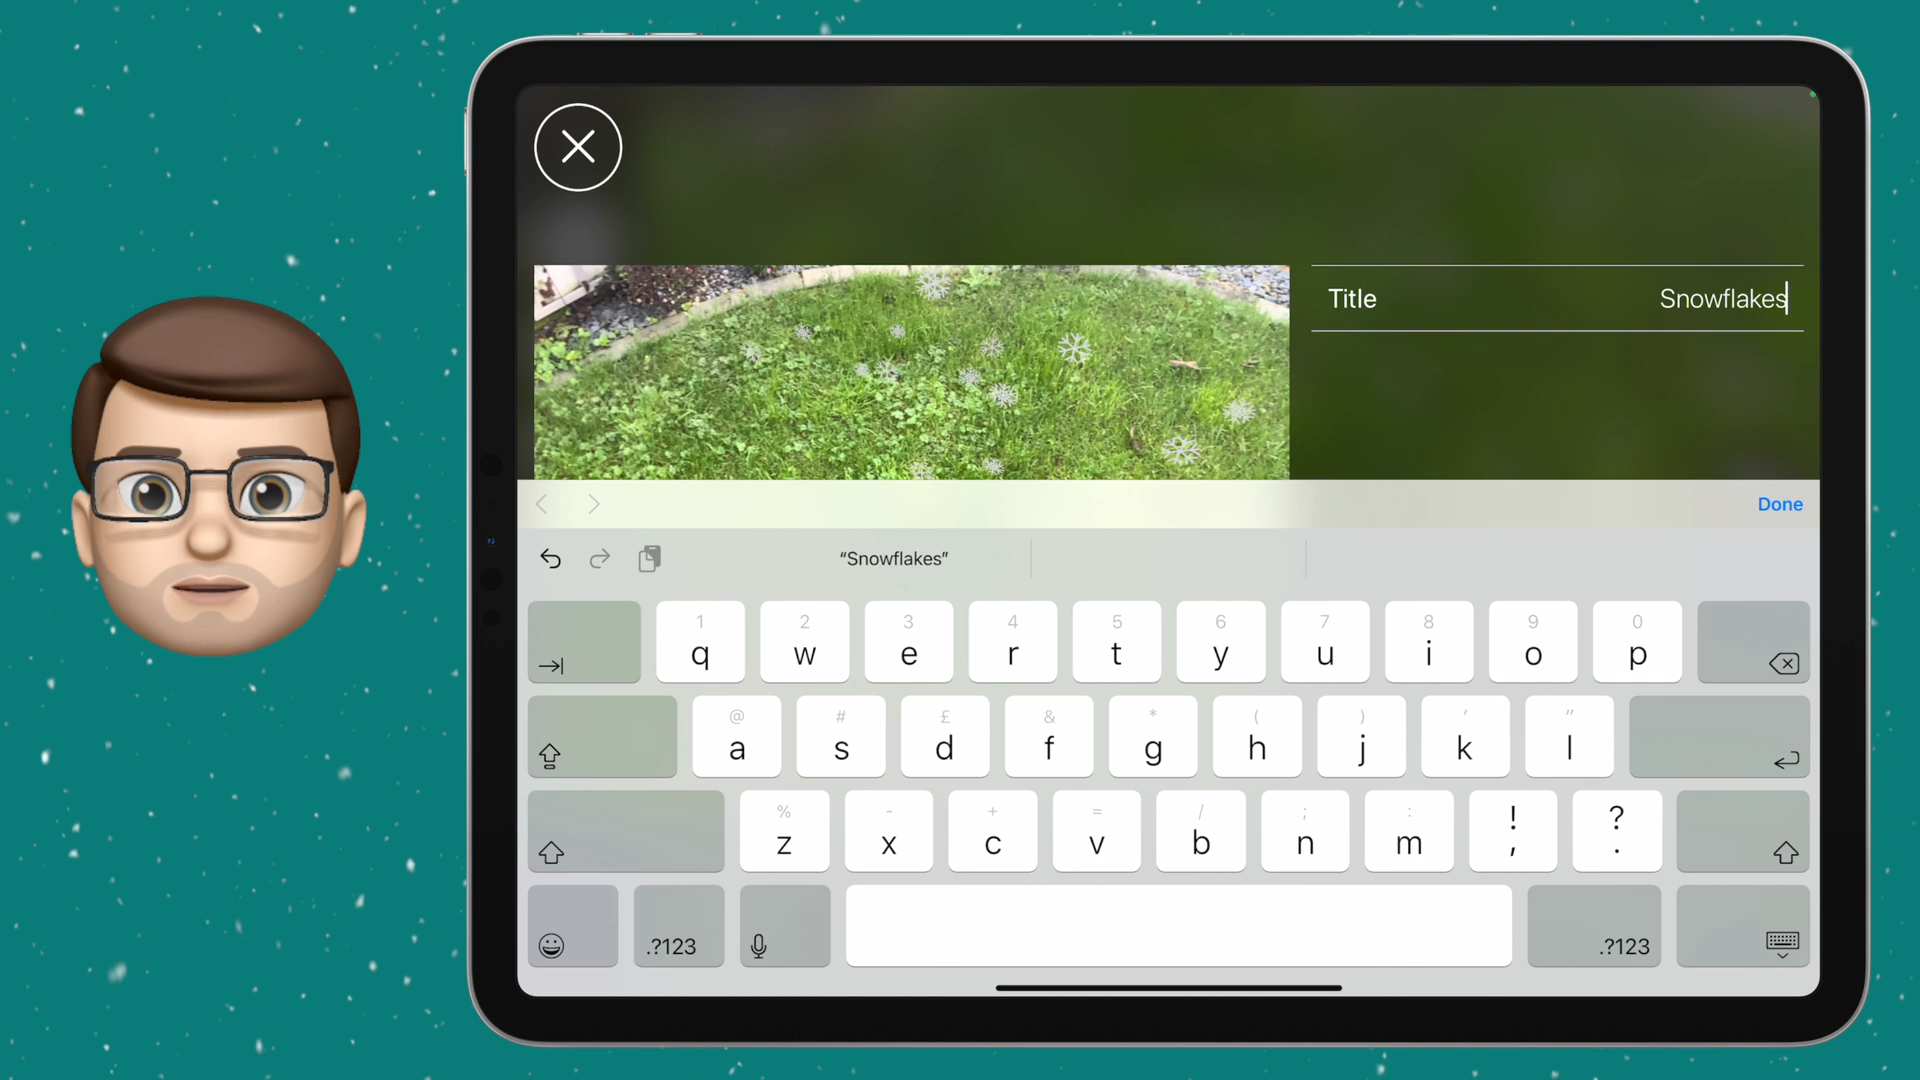 Title Snowflakes
Done
“Snowflakes”
1 2 3 4 5 6 7 8 9 0
q w e r t y u i o p
@ # £ & * ( ) ' "
a s d f g h j k l
% - + = / ; : ! ?
z x c v b n m , .
.?123 .?123